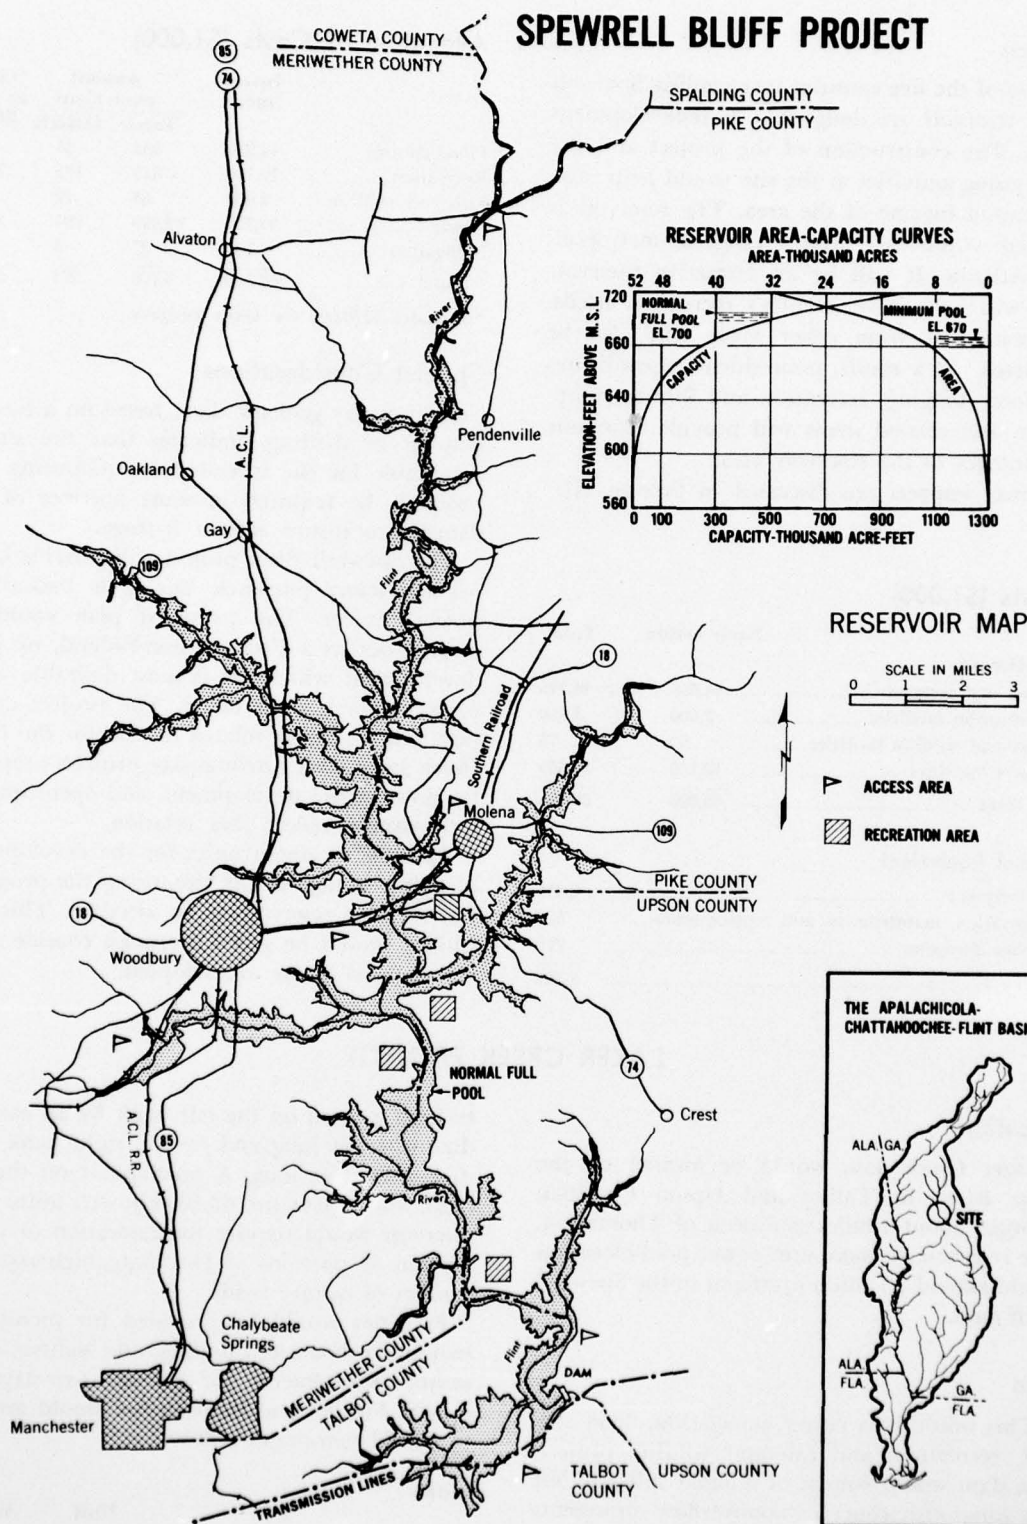 SPEWRELL BLUFF PROJECT
85
74
COWETA COUNTY
MERIWETHER COUNTY
SPALDING COUNTY
PIKE COUNTY
Alvaton
River
RESERVOIR AREA-CAPACITY CURVES
AREA-THOUSAND ACRES
52 48 40 32 24 16 8 0
ELEVATION-FEET ABOVE M.S.L.
720
660
640
600
560
NORMAL
FULL POOL
EL. 700
MINIMUM POOL
EL. 670
CAPACITY
AREA
0 100 300 500 700 900 1100 1300
CAPACITY-THOUSAND ACRE-FEET
Pendenville
Oakland
A.C.L.
Gay
109
Flint
RESERVOIR MAP
SCALE IN MILES
0 1 2 3
ACCESS AREA
RECREATION AREA
18
Southern Railroad
Molena
109
PIKE COUNTY
UPSON COUNTY
18
Woodbury
NORMAL FULL
POOL
74
Crest
A.C.L. R.R.
85
River
THE APALACHICOLA-
CHATTAHOOCHEE-FLINT BASI
ALA. GA.
SITE
ALA.
FLA.
GA.
FLA.
Chalybeate
Springs
MERIWETHER COUNTY
TALBOT COUNTY
Flint
DAM
Manchester
TRANSMISSION LINES
TALBOT
COUNTY
UPSON COUNTY